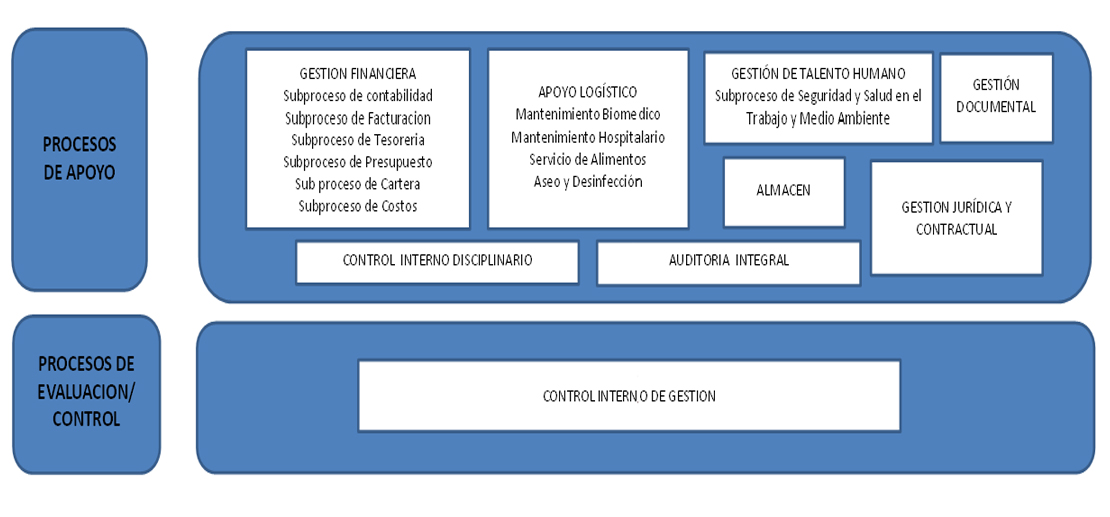 PROCESOS
DE APOYO
GESTION FINANCIERA
Subproceso de contabilidad
Subproceso de Facturacion
Subproceso de Tesoreria
Subproceso de Presupuesto
Sub proceso de Cartera
Subproceso de Costos
APOYO LOGÍSTICO
Mantenimiento Biomedico
Mantenimiento Hospitalario
Servicio de Alimentos
Aseo y Desinfección
GESTIÓN DE TALENTO HUMANO
Subproceso de Seguridad y Salud en el
Trabajo y Medio Ambiente
GESTIÓN
DOCUMENTAL
ALMACEN
GESTION JURÍDICA Y
CONTRACTUAL
CONTROL INTERNO DISCIPLINARIO
AUDITORIA INTEGRAL
PROCESOS DE
EVALUACION/
CONTROL
CONTROL INTERNO DE GESTION